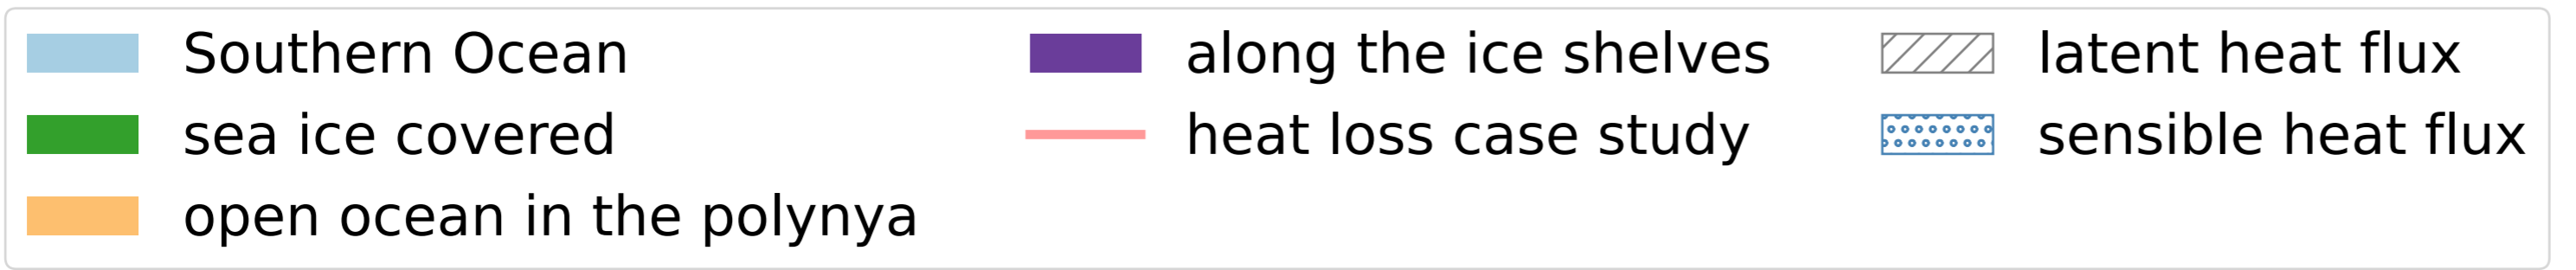 Southern Ocean
sea ice covered
open ocean in the polynya
along the ice shelves
heat loss case study
latent heat flux
sensible heat flux